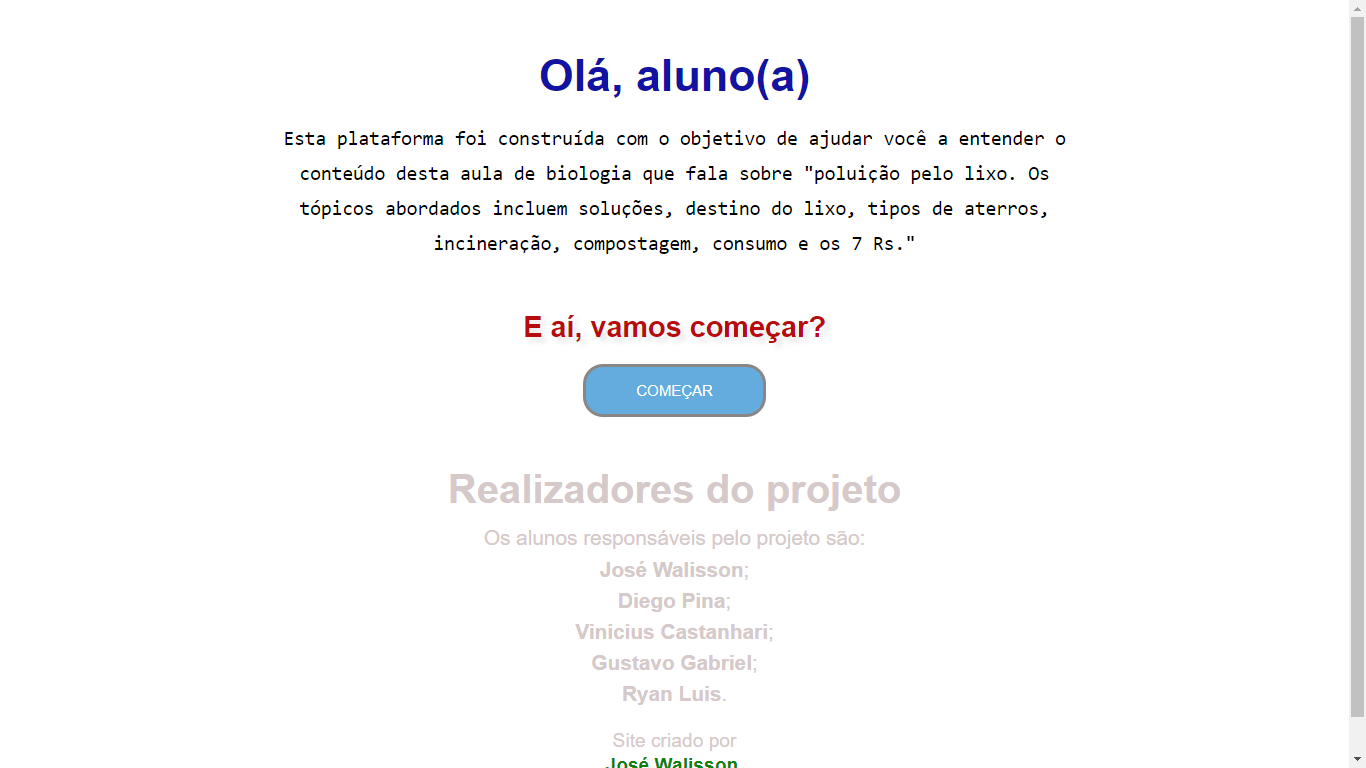 Olá, aluno(a)
Esta plataforma foi construída com o objetivo de ajudar você a entender o
conteúdo desta aula de biologia que fala sobre "poluição pelo lixo. Os
tópicos abordados incluem soluções, destino do lixo, tipos de aterros,
incineração, compostagem, consumo e os 7 Rs."
E aí, vamos começar?
COMEÇAR
Realizadores do projeto
Os alunos responsáveis pelo projeto são:
José Walisson;
Diego Pina;
Vinicius Castanhari;
Gustavo Gabriel;
Ryan Luis.
Site criado por
José Walisson